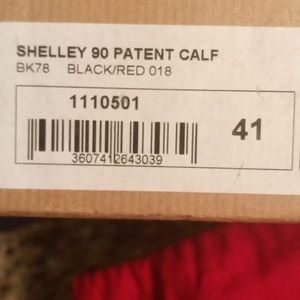 SHELLEY 90 PATENT CALF
BK78 BLACK/RED 018
1110501
41
3607412643039